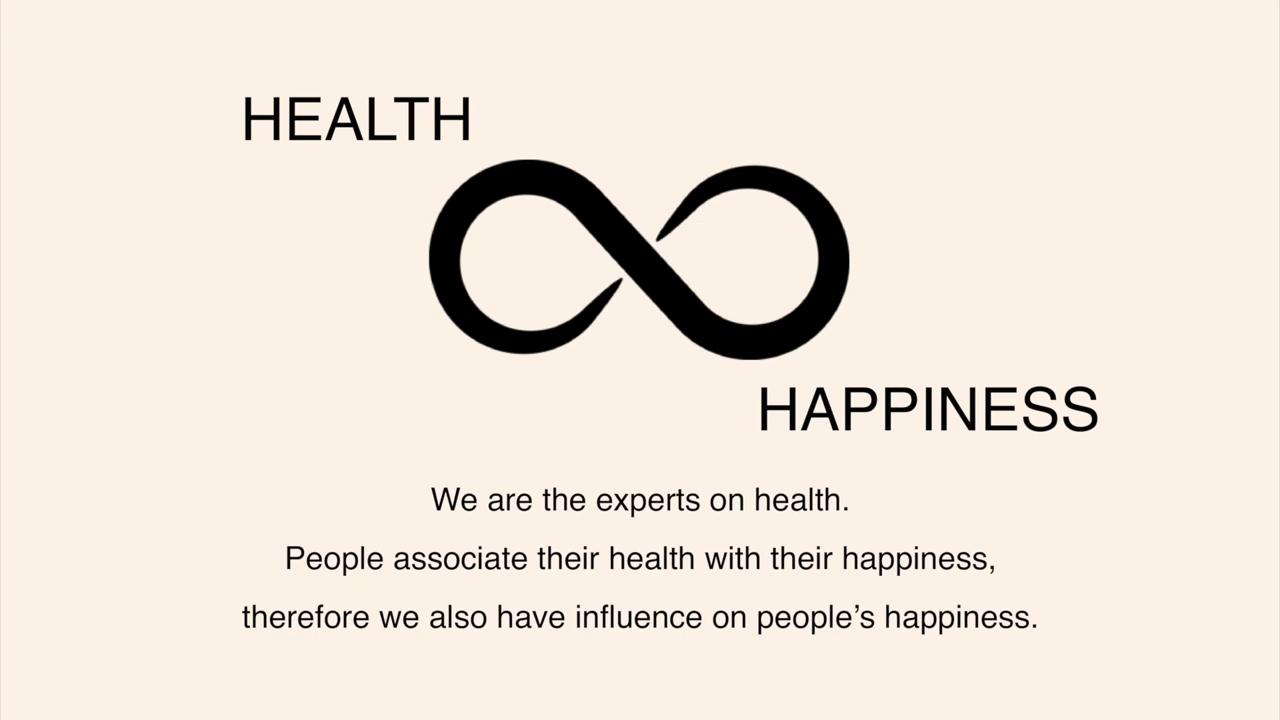 HEALTH
HAPPINESS
We are the experts on health.
People associate their health with their happiness,
therefore we also have influence on people’s happiness.